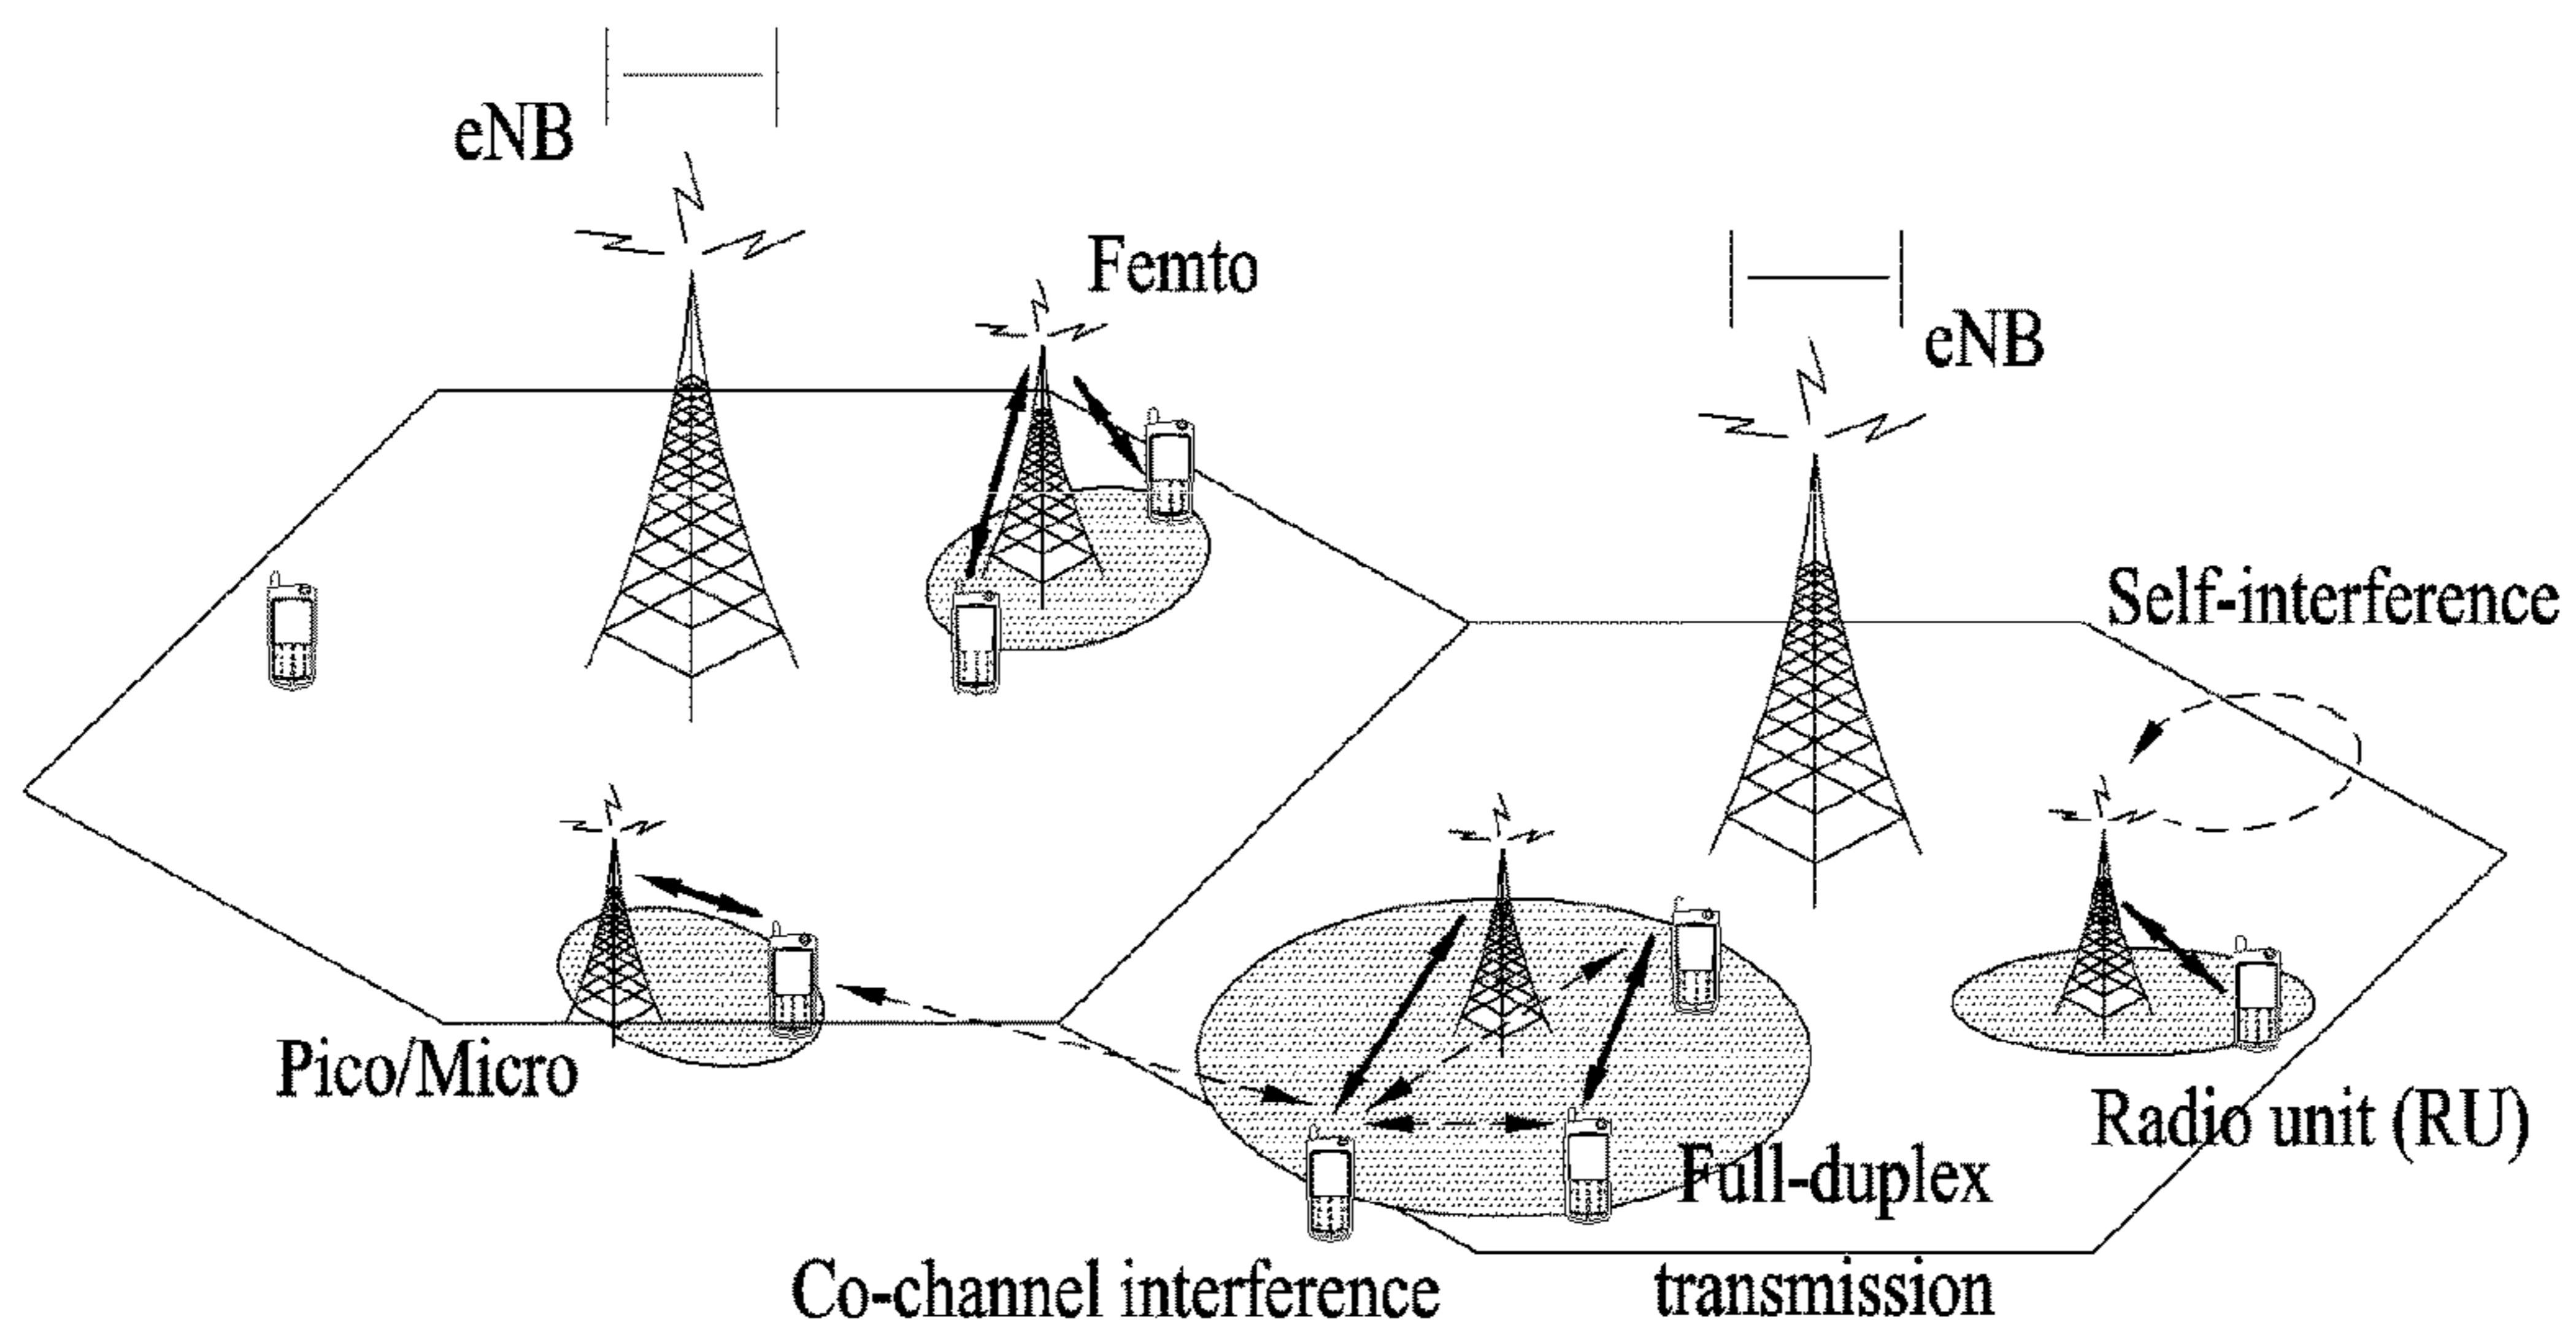 eNB
Femto
eNB
Self-interference
Pico/Micro
Radio unit (RU)
Full-duplex
transmission
Co-channel interference